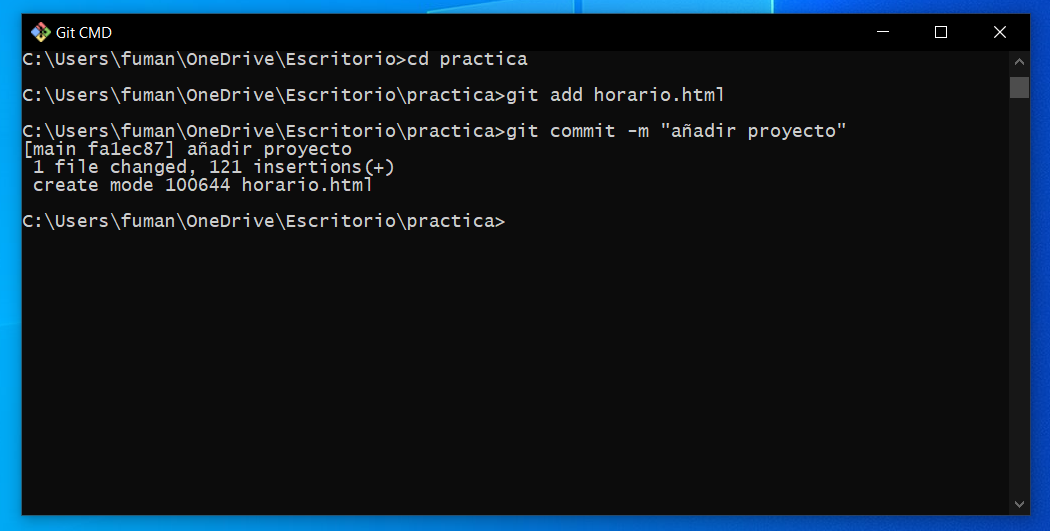 Git CMD
C:\Users\fuman\OneDrive\Escritorio>cd practica
C:\Users\fuman\OneDrive\Escritorio\practica>git add horario.html
C:\Users\fuman\OneDrive\Escritorio\practica>git commit -m "añadir proyecto"
[main fa1ec87] añadir proyecto
1 file changed, 121 insertions(+)
create mode 100644 horario.html
C:\Users\fuman\OneDrive\Escritorio\practica>